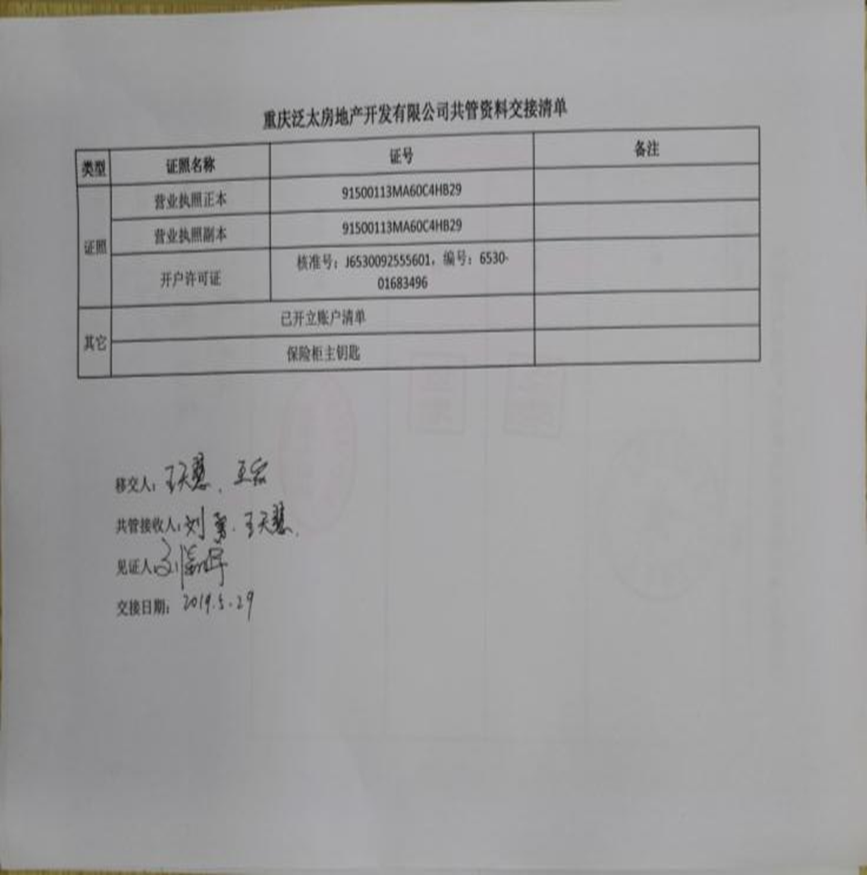 重庆泛太房地产开发有限公司共管资料交接清单
类型 证照名称 证号 备注
证照
营业执照正本 91500113MA60C4HB29
营业执照副本 91500113MA60C4HB29
开户许可证 核准号：J6530092555601，编号：6530-
01683496
其它
已开立账户清单
保险柜主钥匙
移交人：王天慧、王宏
共管接收人：刘勇、王天慧
见证人
交接日期：2019.5.29